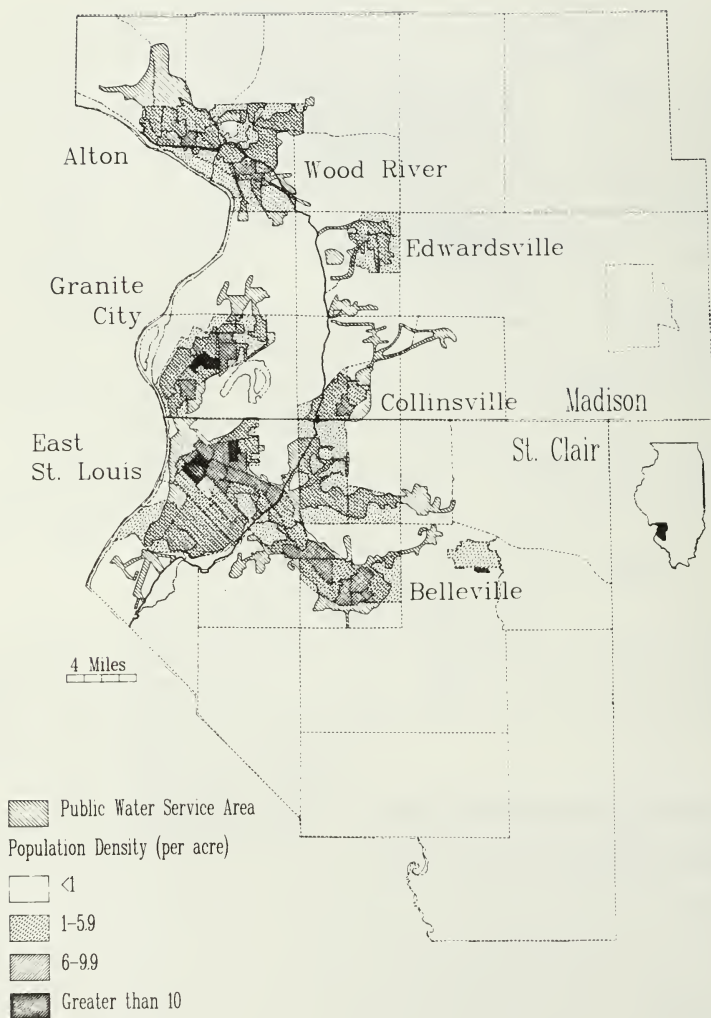 Alton
Wood River
Edwardsville
Granite
City
Collinsville
Madison
East
St. Louis
St. Clair
Belleville
4 Miles
Public Water Service Area
Population Density (per acre)
<1
1-5.9
6-9.9
Greater than 10